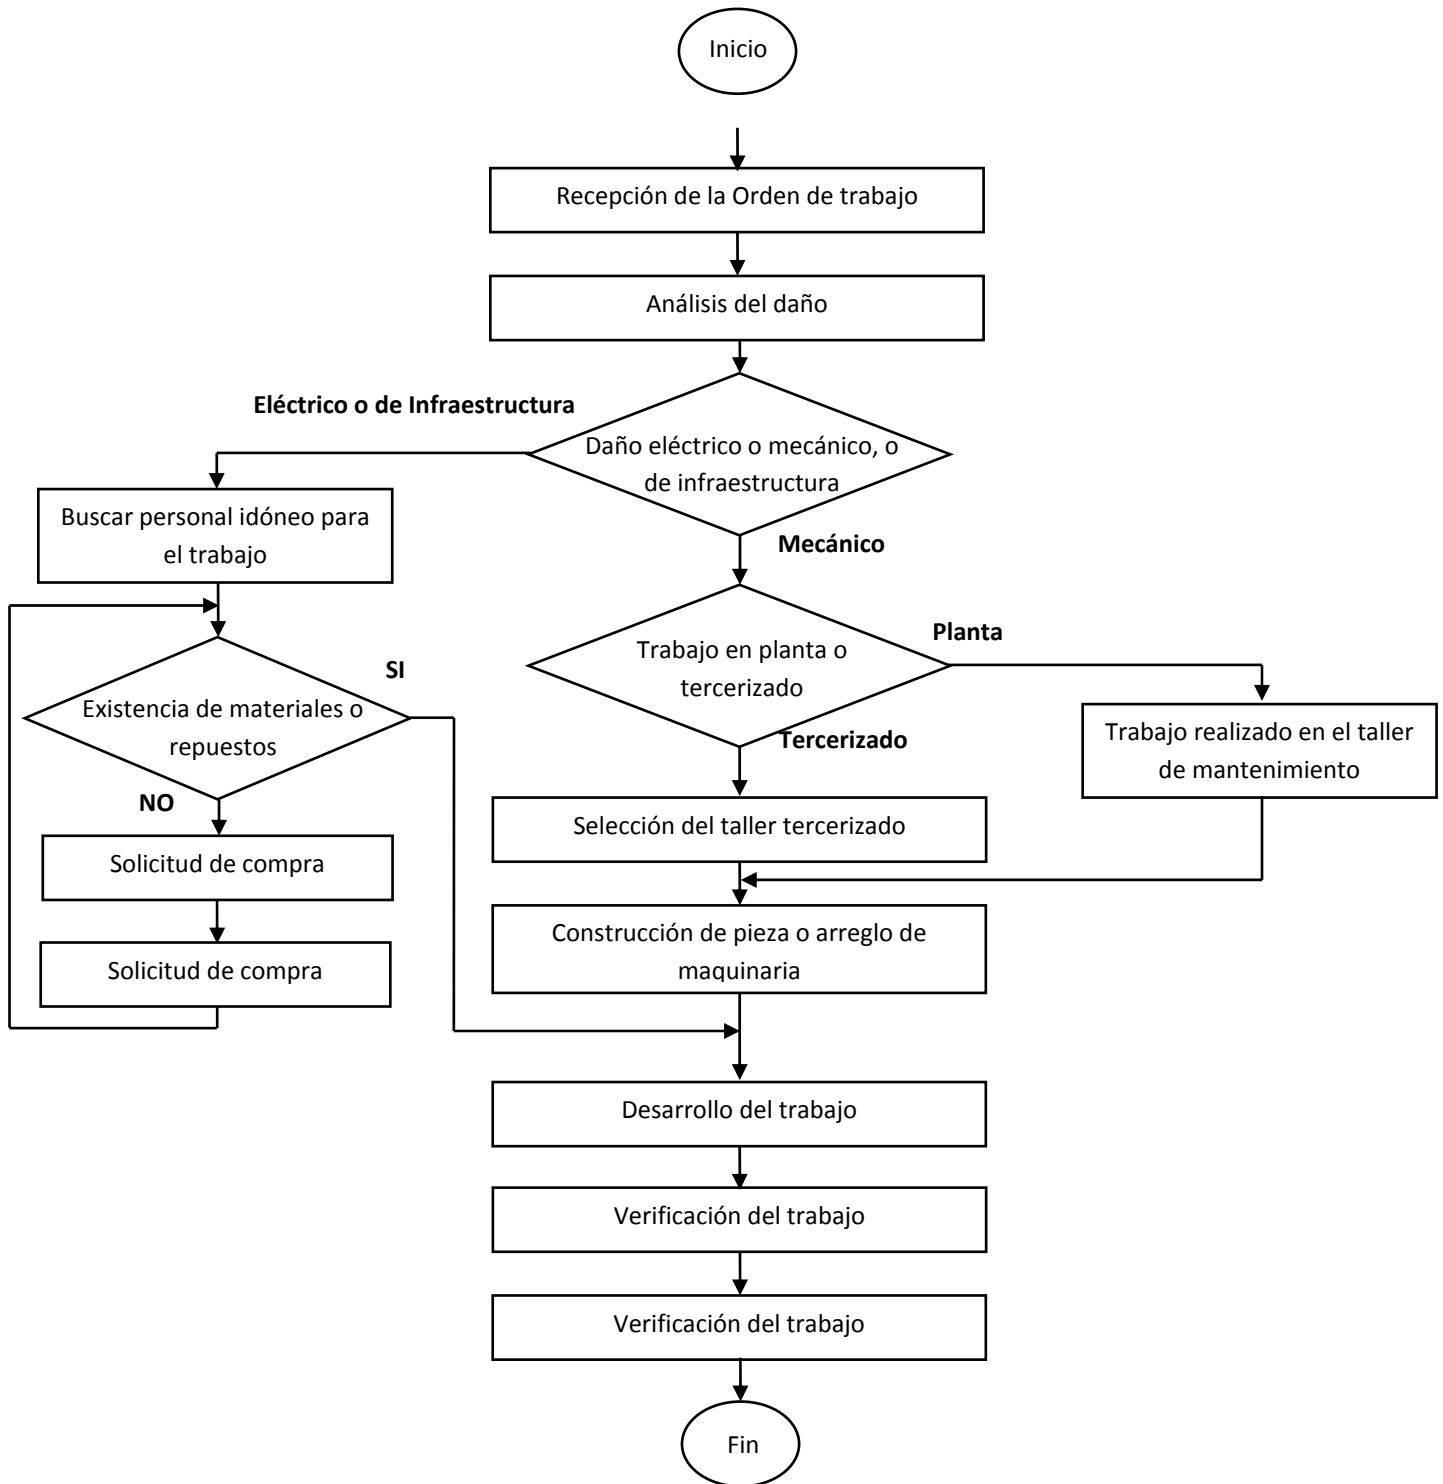 Inicio
Recepción de la Orden de trabajo
Análisis del daño
Eléctrico o de Infraestructura
Daño eléctrico o mecánico, o
de infraestructura
Buscar personal idóneo para
el trabajo
Mecánico
Planta
Trabajo en planta o
tercerizado
SI
Existencia de materiales o
repuestos
Tercerizado
Trabajo realizado en el taller
de mantenimiento
NO
Selección del taller tercerizado
Solicitud de compra
Construcción de pieza o arreglo de
maquinaria
Solicitud de compra
Desarrollo del trabajo
Verificación del trabajo
Verificación del trabajo
Fin